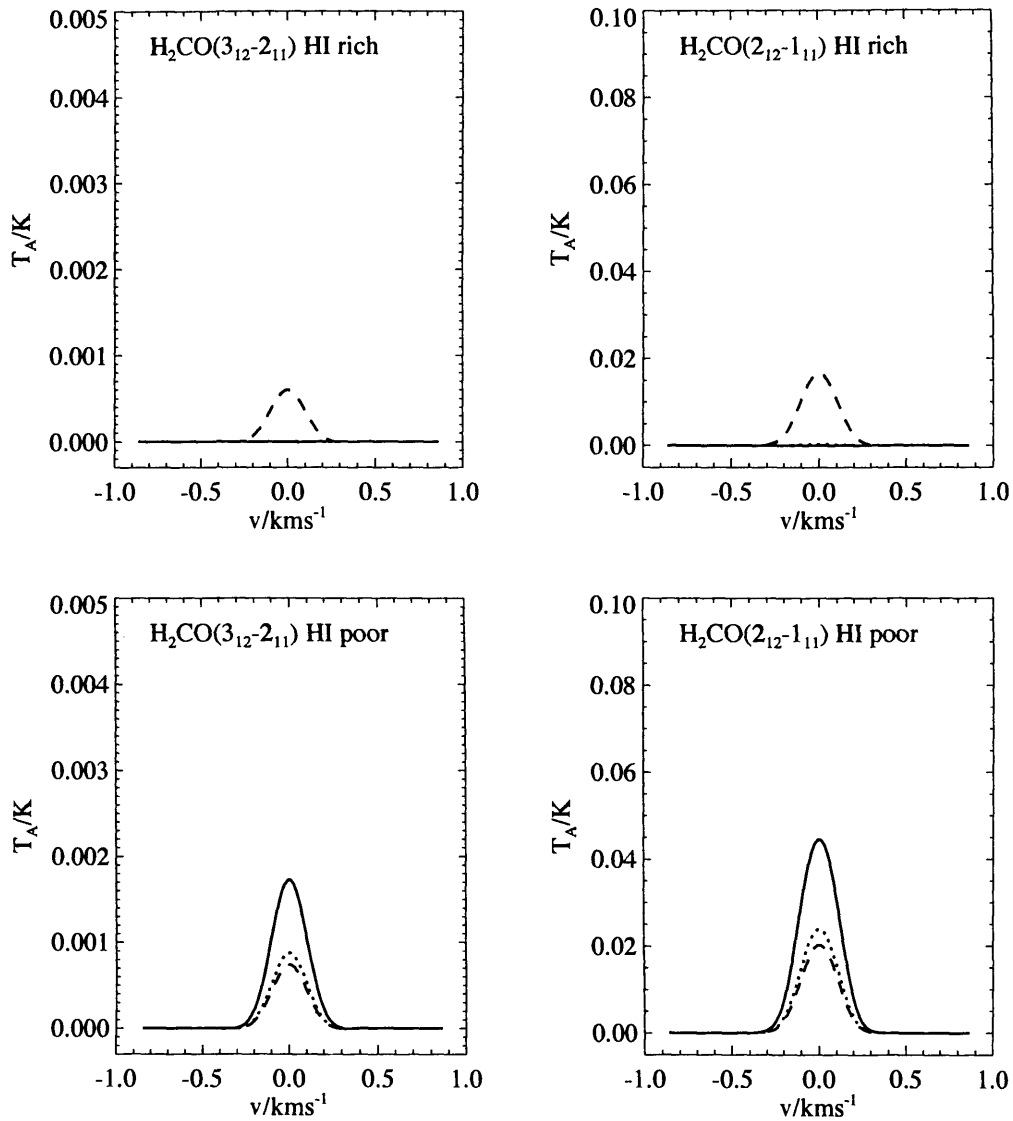 H₂CO(3₁₂-2₁₁) HI rich
0.005
0.004
0.003
0.002
0.001
0.000
T_A/K
-1.0 -0.5 0.0 0.5 1.0
v/kms⁻¹
H₂CO(2₁₂-1₁₁) HI rich
0.10
0.08
0.06
0.04
0.02
0.00
T_A/K
-1.0 -0.5 0.0 0.5 1.0
v/kms⁻¹
H₂CO(3₁₂-2₁₁) HI poor
0.005
0.004
0.003
0.002
0.001
0.000
T_A/K
-1.0 -0.5 0.0 0.5 1.0
v/kms⁻¹
H₂CO(2₁₂-1₁₁) HI poor
0.10
0.08
0.06
0.04
0.02
0.00
T_A/K
-1.0 -0.5 0.0 0.5 1.0
v/kms⁻¹